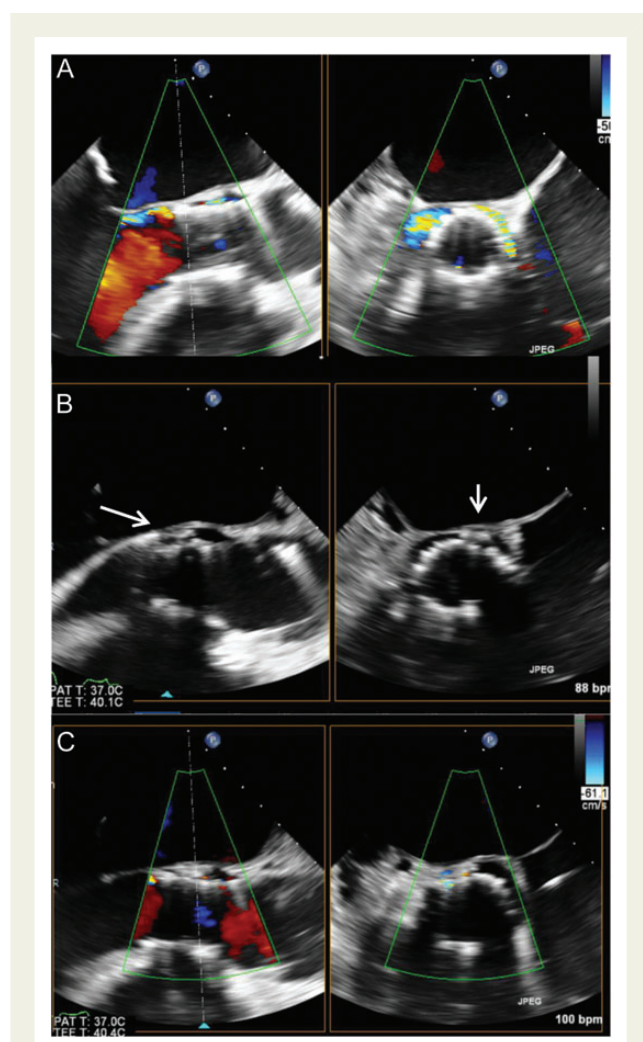 A
P
P
-50
cm
JPEG
B
P
P
PAT T: 37.0C
TEE T: 40.1C
JPEG
88 bpm
C
P
P
-61.1
cm/s
R
PAT T: 37.0C
TEE T: 40.4C
JPEG
100 bpm